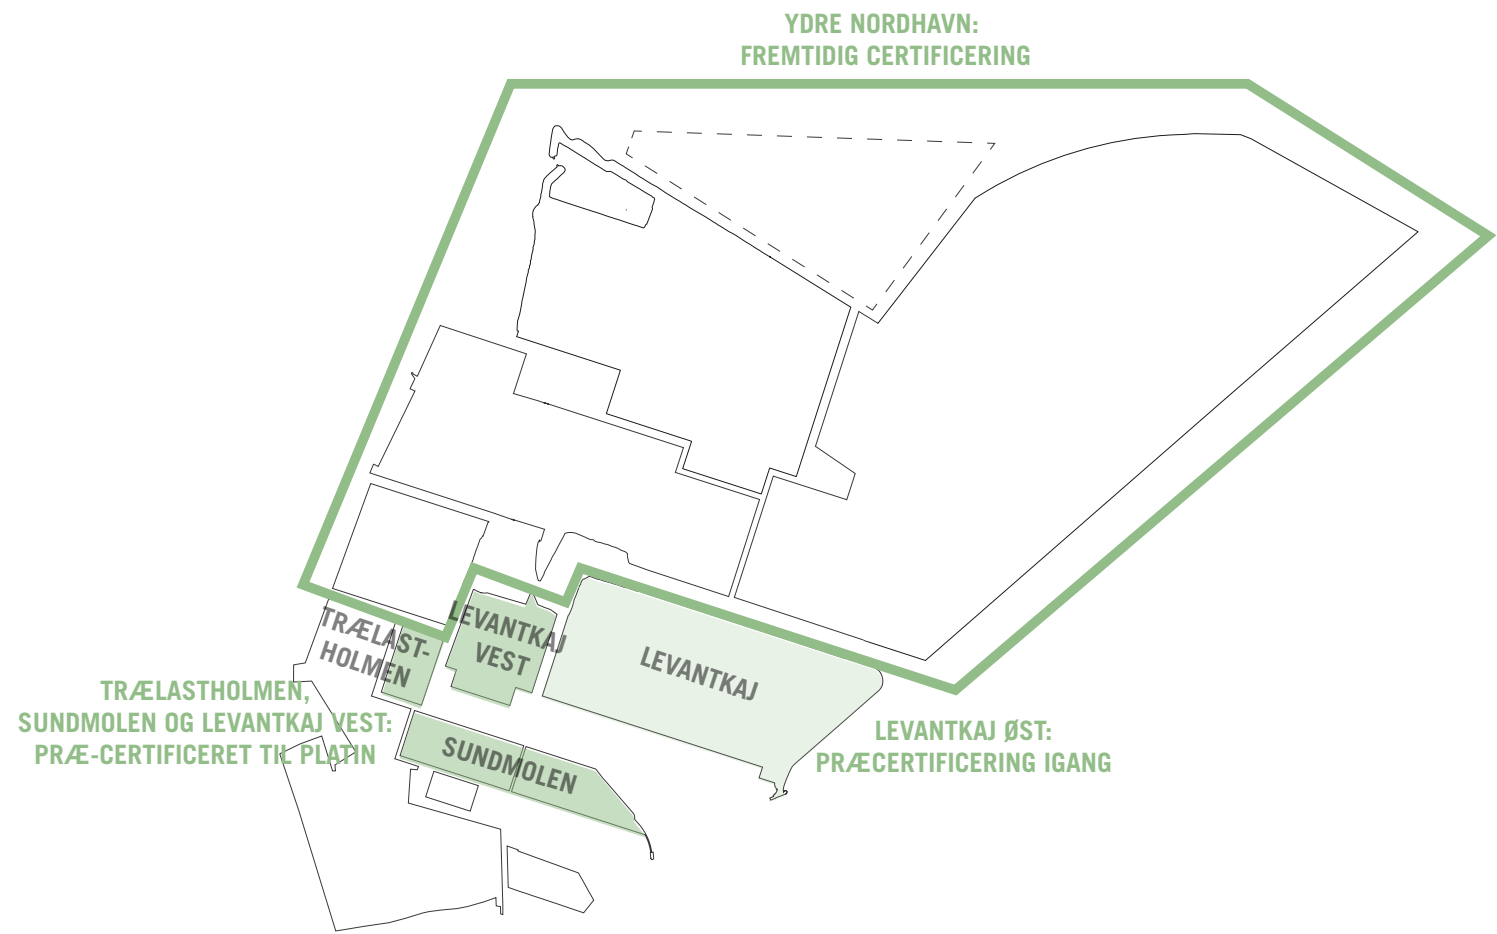 YDRE NORDHAVN:
FREMTIDIG CERTIFICERING
TRÆLAST-
HOLMEN
LEVANTKAJ
VEST
LEVANTKAJ
TRÆLASTHOLMEN,
SUNDMOLEN OG LEVANTKAJ VEST:
PRÆ-CERTIFICERET TIL PLATIN
SUNDMOLEN
LEVANTKAJ ØST:
PRÆCERTIFICERING IGANG